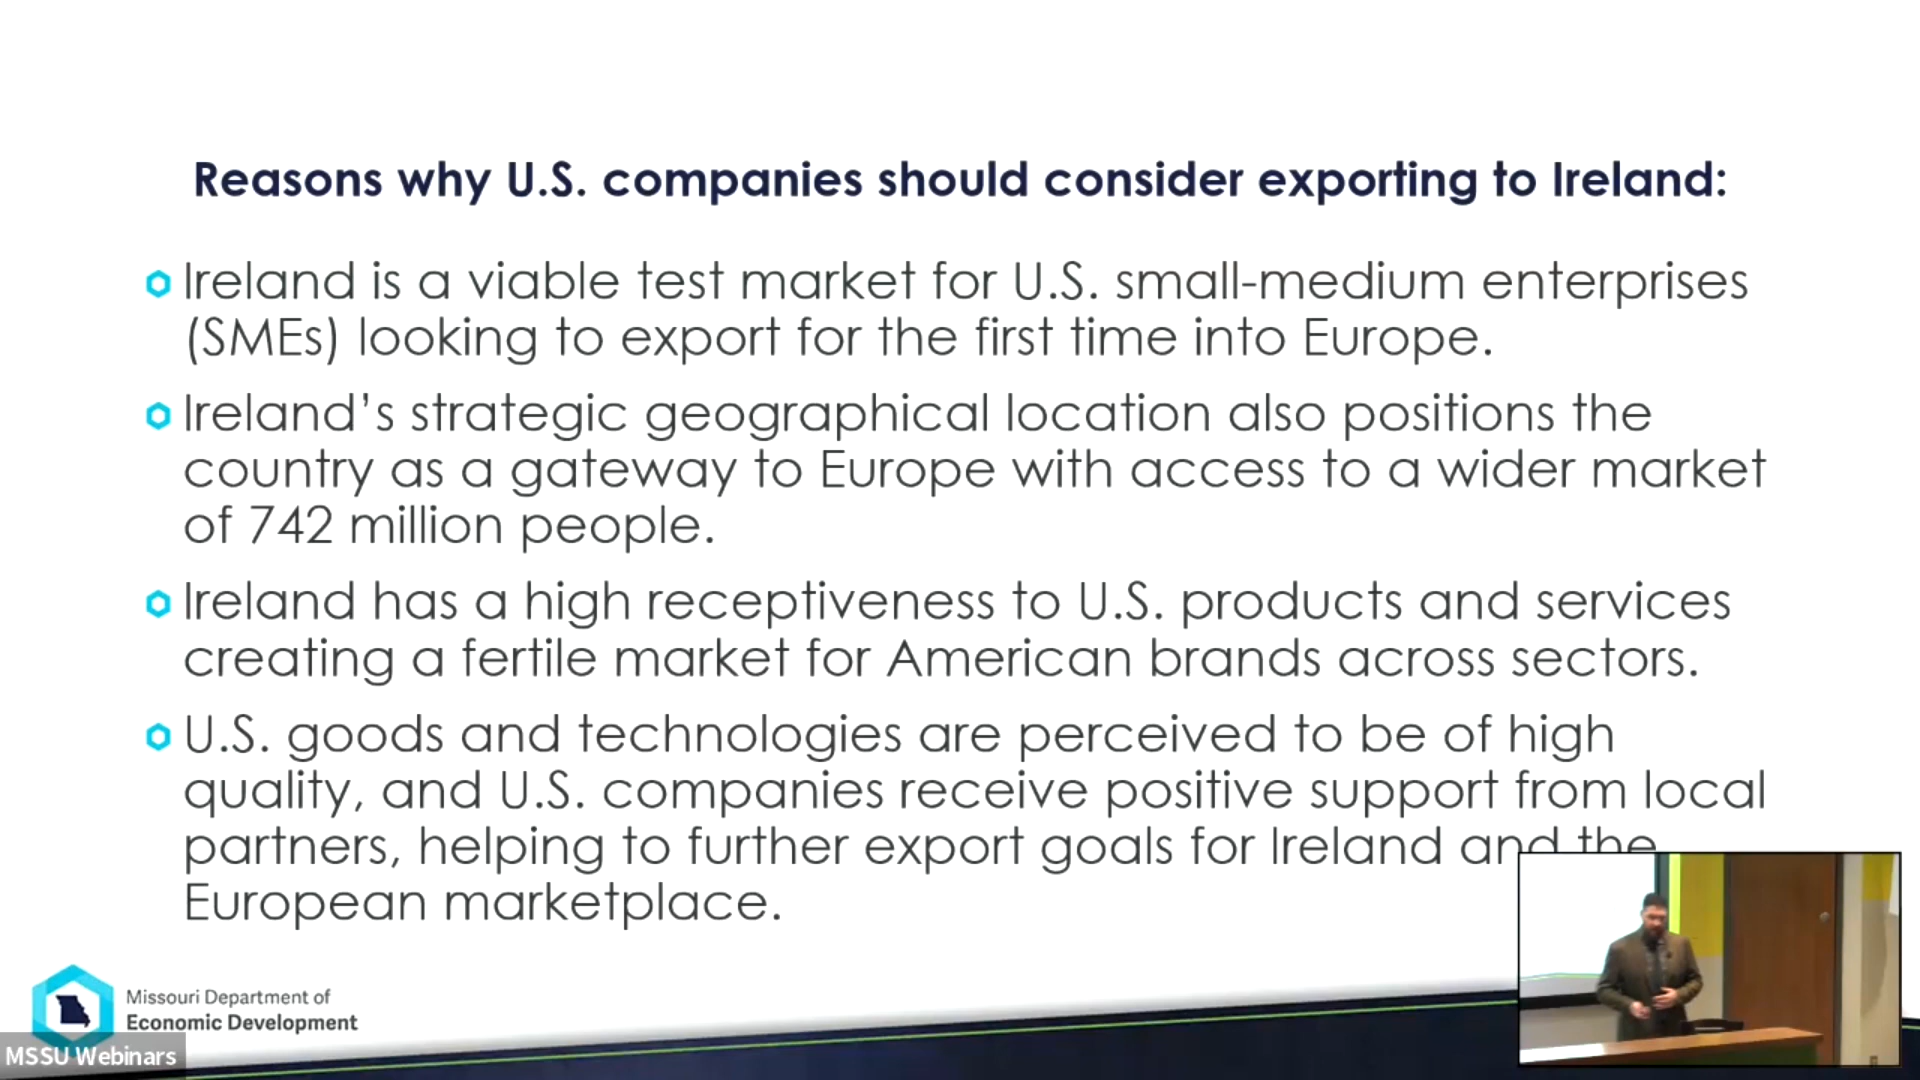 Reasons why U.S. companies should consider exporting to Ireland:
Ireland is a viable test market for U.S. small-medium enterprises
(SMEs) looking to export for the first time into Europe.
Ireland's strategic geographical location also positions the
country as a gateway to Europe with access to a wider market
of 742 million people.
Ireland has a high receptiveness to U.S. products and services
creating a fertile market for American brands across sectors.
U.S. goods and technologies are perceived to be of high
quality, and U.S. companies receive positive support from local
partners, helping to further export goals for Ireland and the
European marketplace.
Missouri Department of
Economic Development
MSSU Webinars